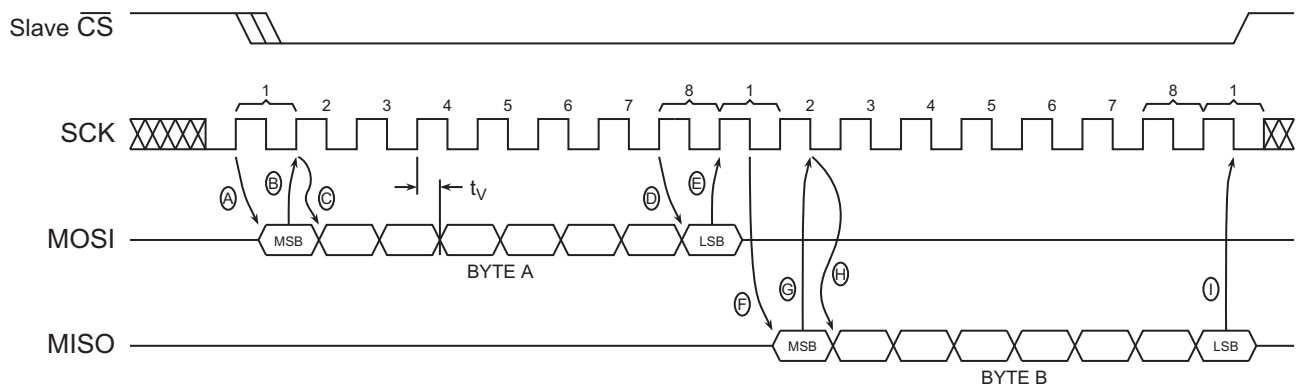 Slave CS
1 2 3 4 5 6 7 8 1 2 3 4 5 6 7 8 1
SCK
A B C tV D E
MOSI MSB LSB
BYTE A
F G H I
MISO MSB LSB
BYTE B